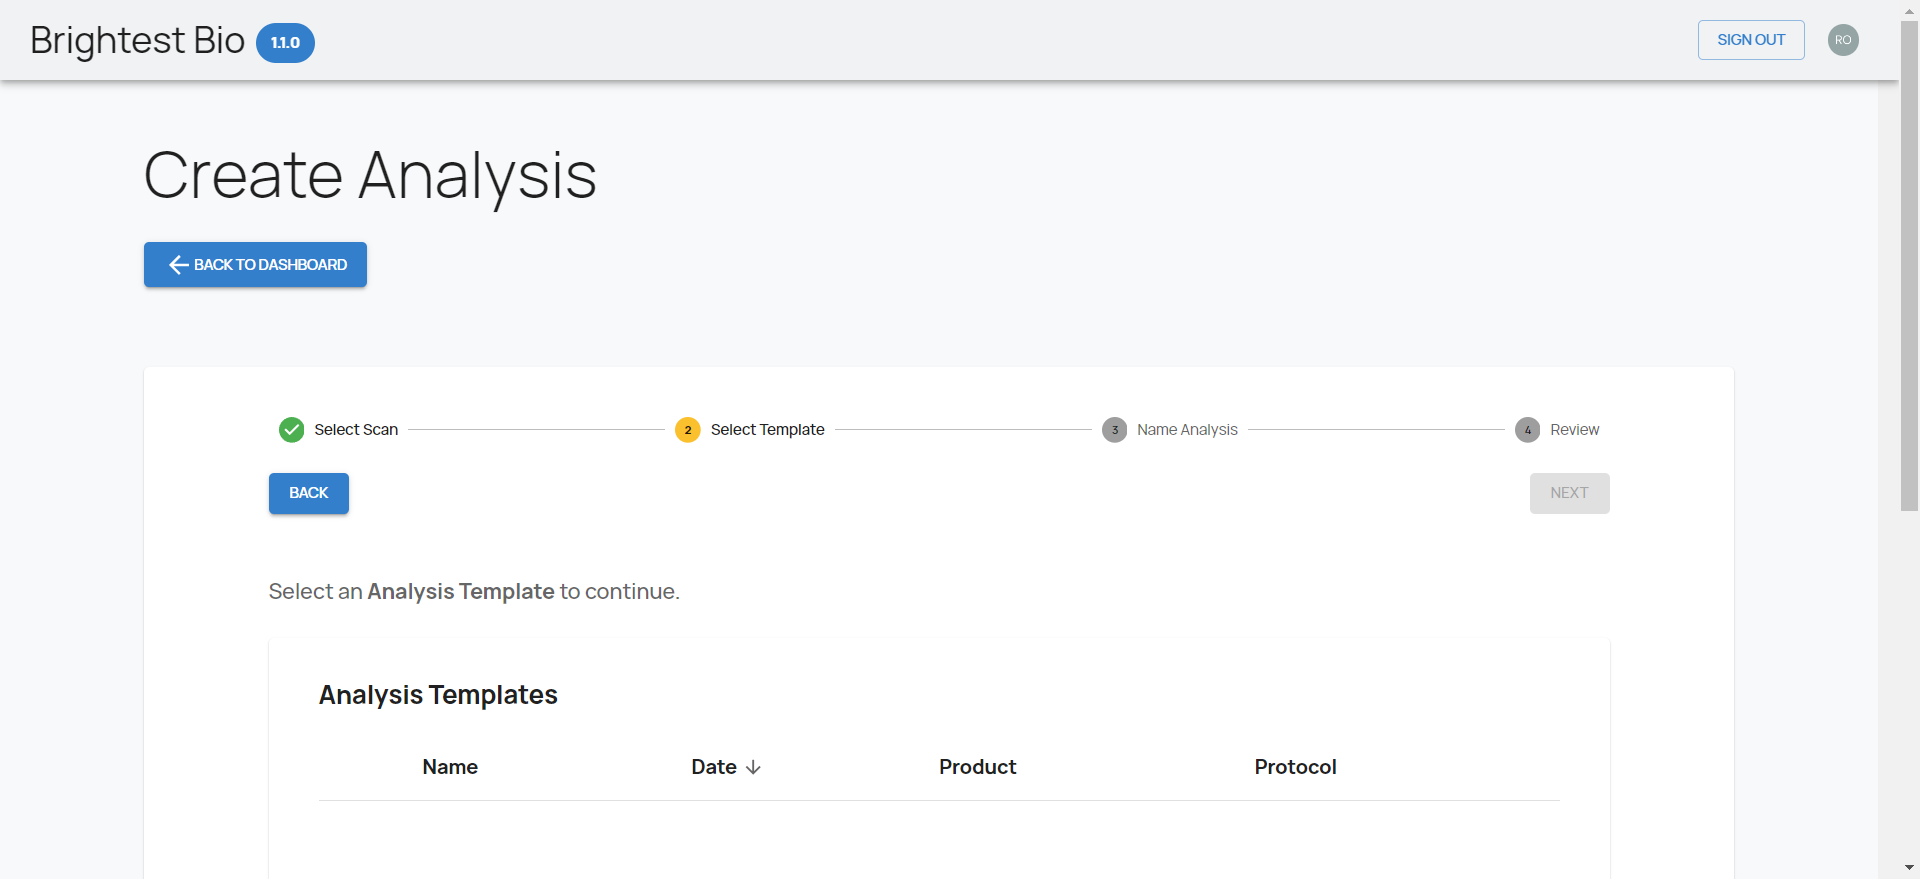 Brightest Bio 1.1.0
SIGN OUT RO
Create Analysis
BACK TO DASHBOARD
Select Scan 2 Select Template 3 Name Analysis 4 Review
BACK NEXT
Select an Analysis Template to continue.
Analysis Templates
Name Date Product Protocol